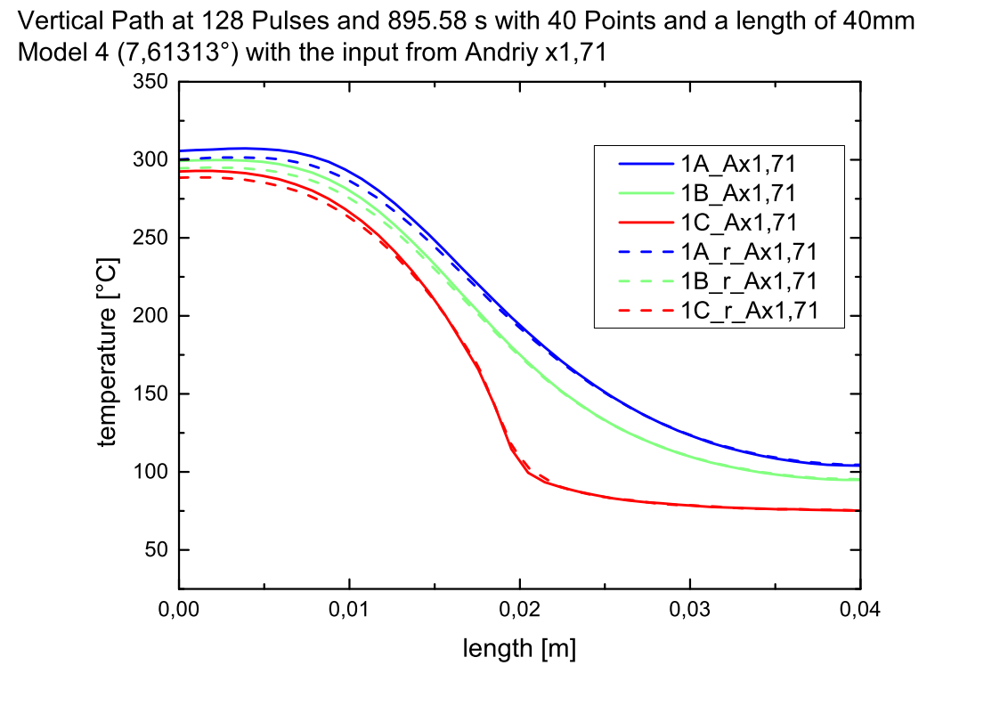 Vertical Path at 128 Pulses and 895.58 s with 40 Points and a length of 40mm
Model 4 (7,61313°) with the input from Andriy x1,71
350
300
250
200
150
100
50
temperature [°C]
1A_Ax1,71
1B_Ax1,71
1C_Ax1,71
1A_r_Ax1,71
1B_r_Ax1,71
1C_r_Ax1,71
0,00 0,01 0,02 0,03 0,04
length [m]